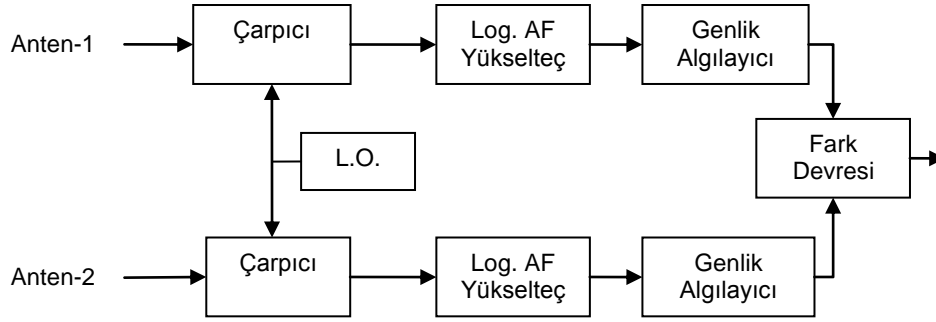 Anten-1
Çarpıcı
Log. AF
Yükselteç
Genlik
Algılayıcı
L.O.
Fark
Devresi
Anten-2
Çarpıcı
Log. AF
Yükselteç
Genlik
Algılayıcı